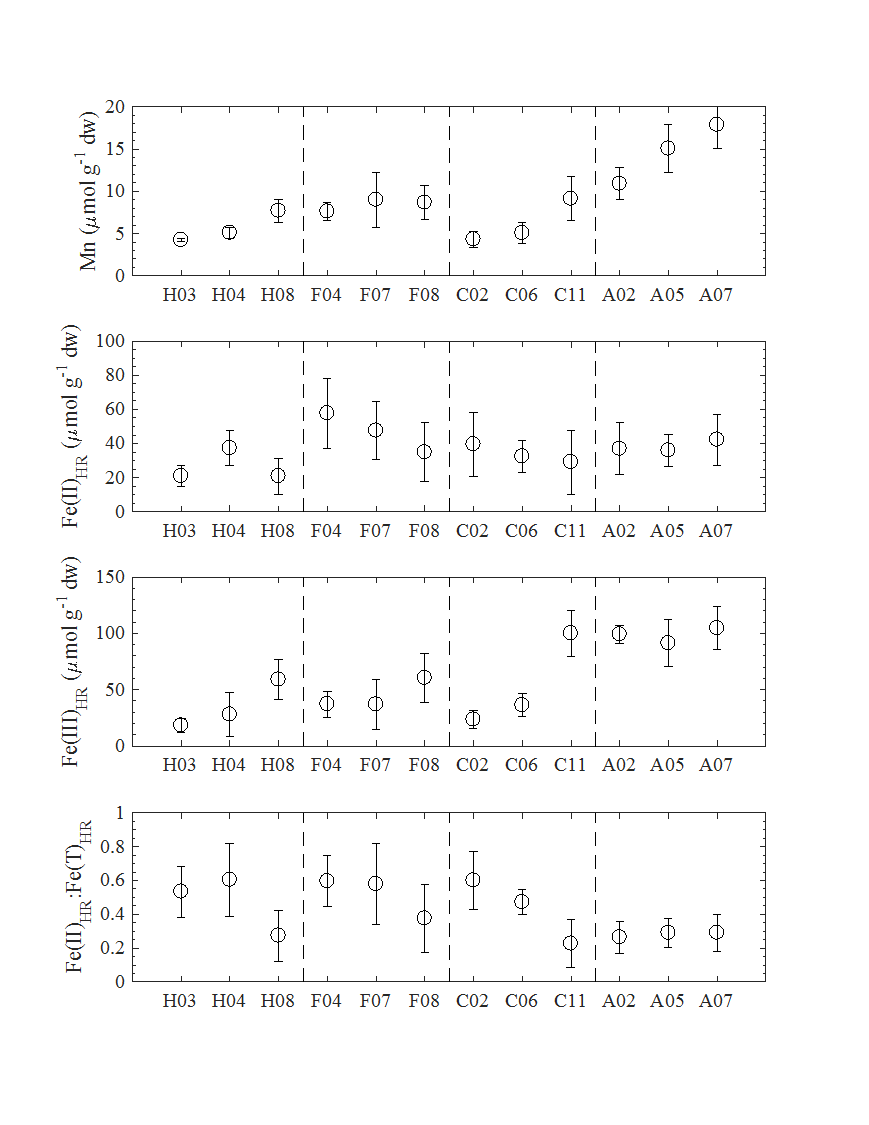 Mn (μmol g-1 dw)
20
15
10
5
0
H03 H04 H08 F04 F07 F08 C02 C06 C11 A02 A05 A07
Fe(II)HR (μmol g-1 dw)
100
80
60
40
20
0
H03 H04 H08 F04 F07 F08 C02 C06 C11 A02 A05 A07
Fe(III)HR (μmol g-1 dw)
150
100
50
0
H03 H04 H08 F04 F07 F08 C02 C06 C11 A02 A05 A07
Fe(II)HR:Fe(T)HR
1
0.8
0.6
0.4
0.2
0
H03 H04 H08 F04 F07 F08 C02 C06 C11 A02 A05 A07